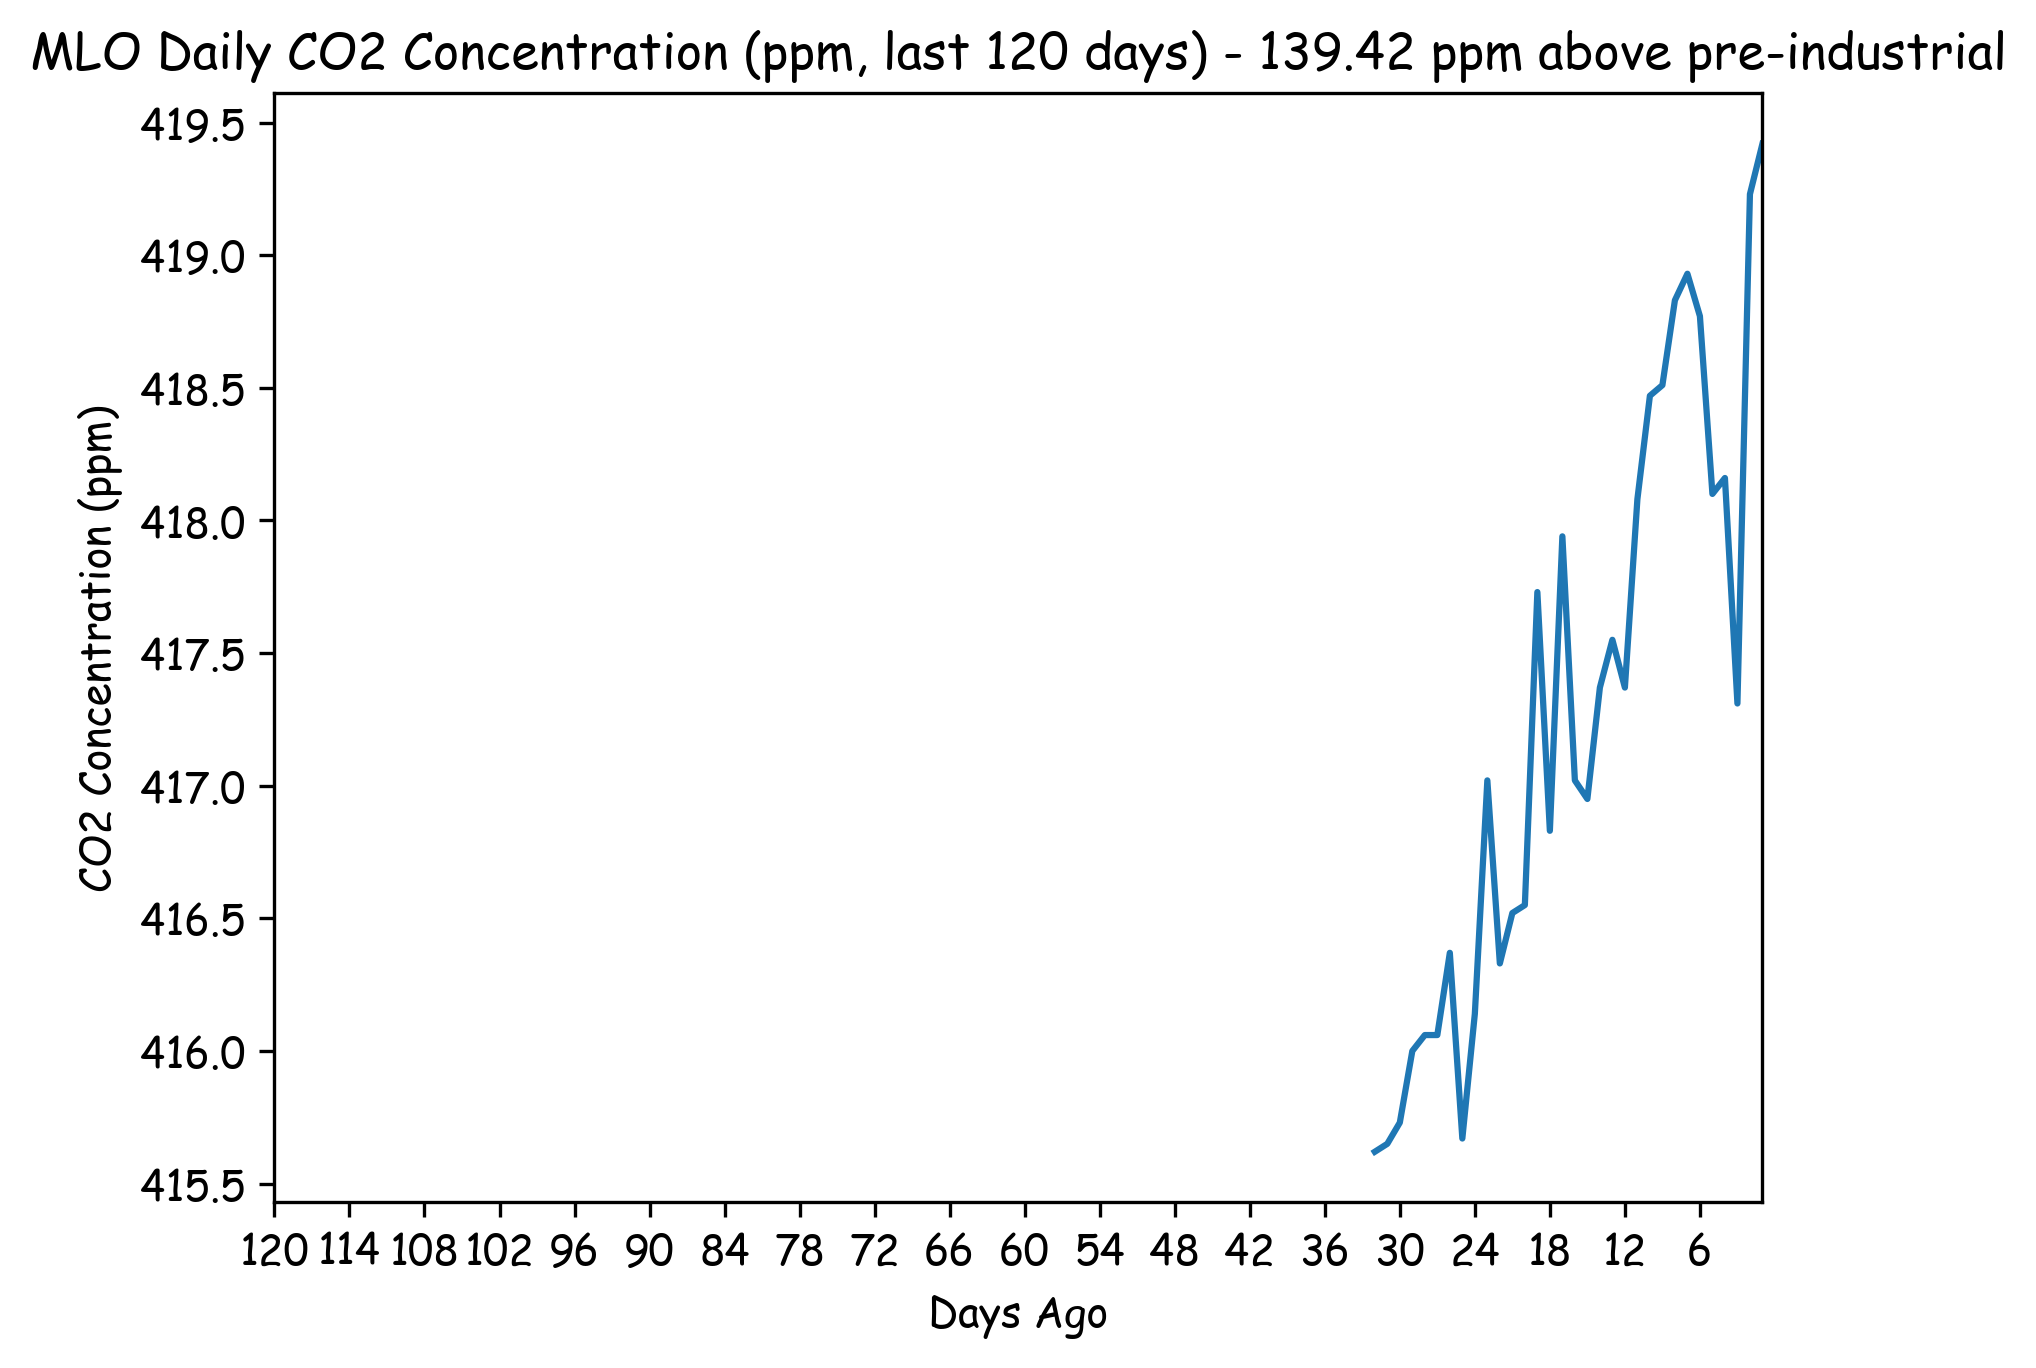 MLO Daily CO2 Concentration (ppm, last 120 days) - 139.42 ppm above pre-industrial
419.5
419.0
418.5
418.0
417.5
417.0
416.5
416.0
415.5
CO2 Concentration (ppm)
120 114 108 102 96 90 84 78 72 66 60 54 48 42 36 30 24 18 12 6
Days Ago